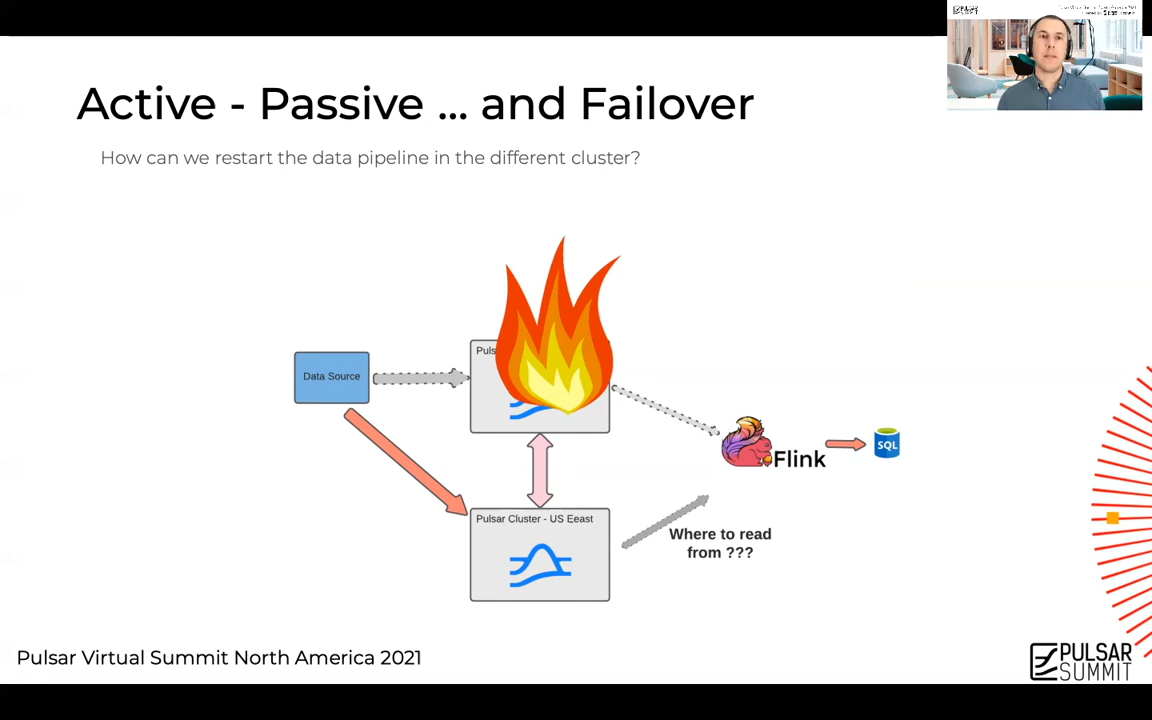 Active - Passive ... and Failover
How can we restart the data pipeline in the different cluster?
Data Source
Puls
Flink
SQL
Pulsar Cluster - US Eeast
Where to read
from ???
Pulsar Virtual Summit North America 2021
PULSAR
SUMMIT